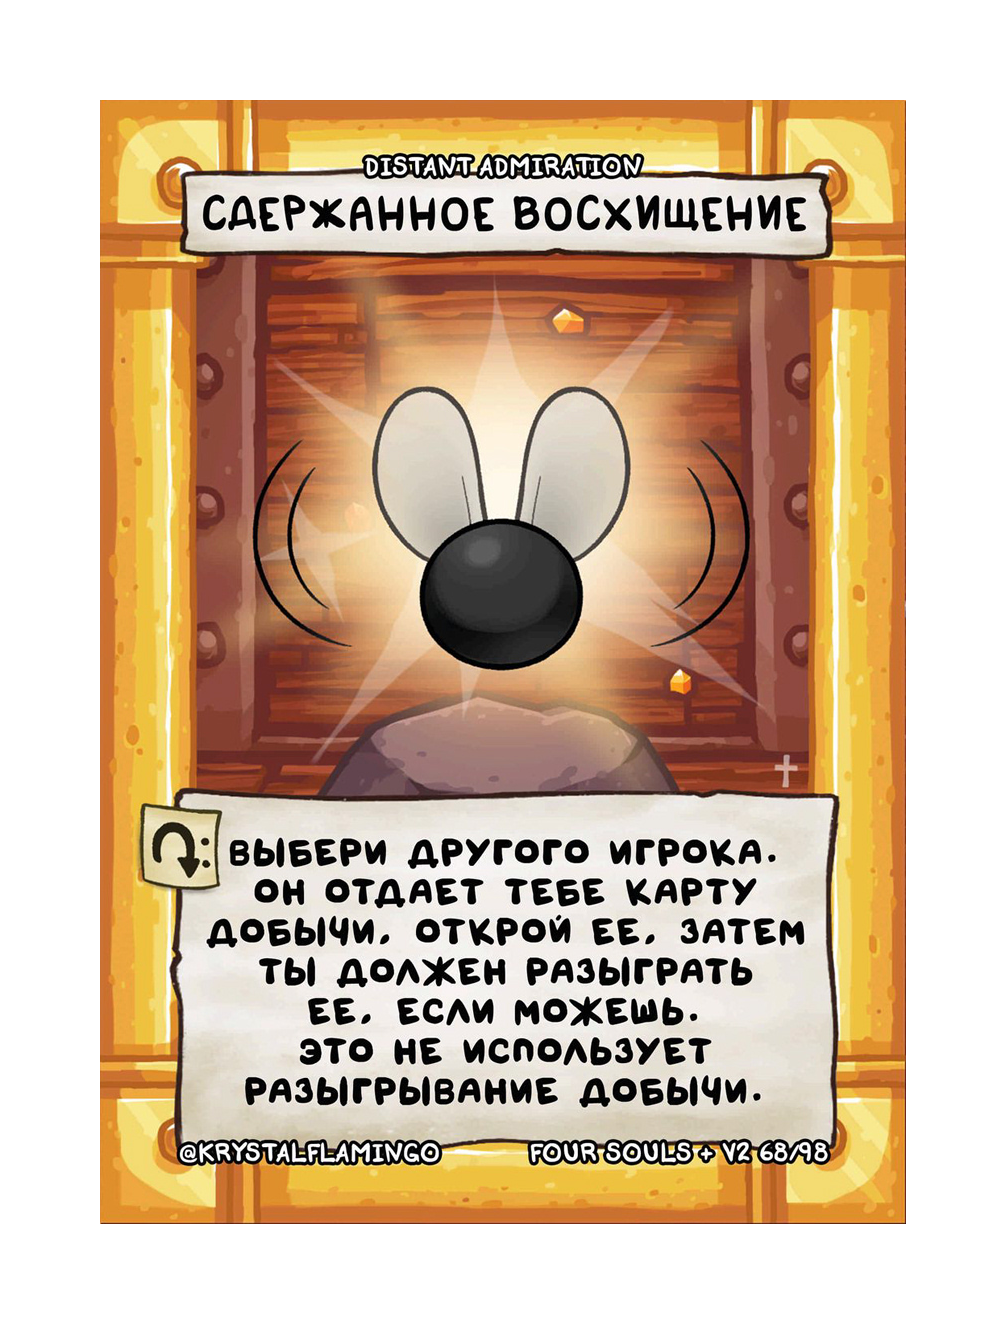 DISTANT ADMIRATION
СДЕРЖАННОЕ ВОСХИЩЕНИЕ
: ВЫБЕРИ ДРУГОГО ИГРОКА.
ОН ОТДАЕТ ТЕБЕ КАРТУ
ДОБЫЧИ. ОТКРОЙ ЕЕ. ЗАТЕМ
ТЫ ДОЛЖЕН РАЗЫГРАТЬ
ЕЕ. ЕСЛИ МОЖЕШЬ.
ЭТО НЕ ИСПОЛЬЗУЕТ
РАЗЫГРЫВАНИЕ ДОБЫЧИ.
@KRYSTALFLAMINGO FOUR SOULS + V2 68/98